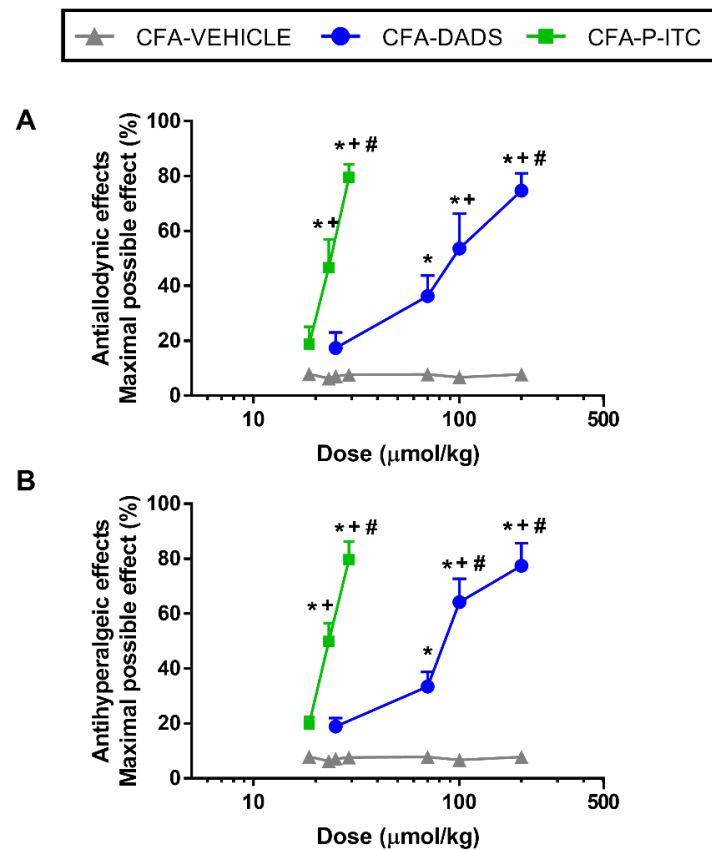 CFA-VEHICLE CFA-DADS CFA-P-ITC
A
Antiallodynic effects
Maximal possible effect (%)
100
80
60
40
20
0
* + #
* +
*
* +
* + #
10 100 500
Dose (μmol/kg)
B
Antihyperalgeic effects
Maximal possible effect (%)
100
80
60
40
20
0
* + #
* +
*
* + #
* + #
10 100 500
Dose (μmol/kg)